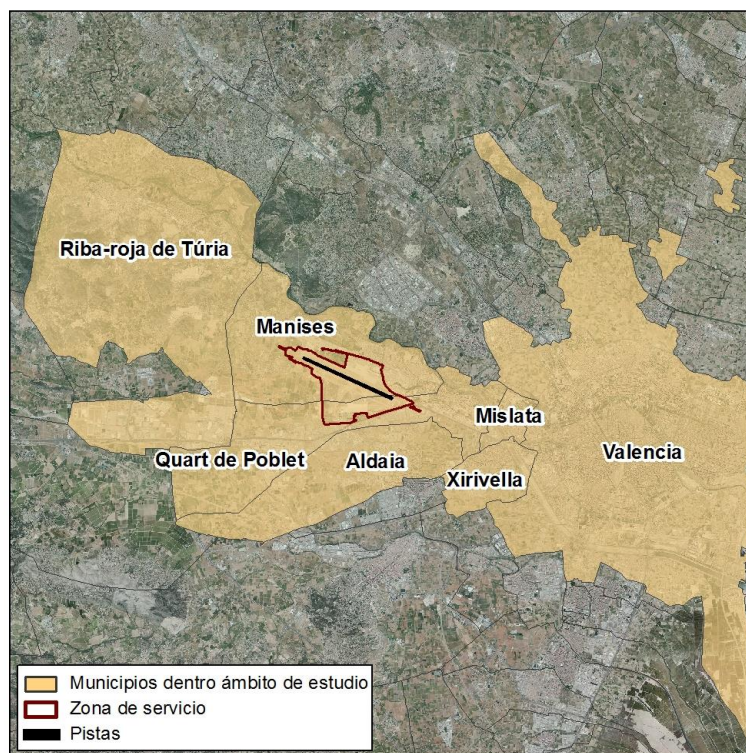 Riba-roja de Túria
Manises
Mislata
Valencia
Quart de Poblet
Aldaia
Xirivella
Municipios dentro ámbito de estudio
Zona de servicio
Pistas